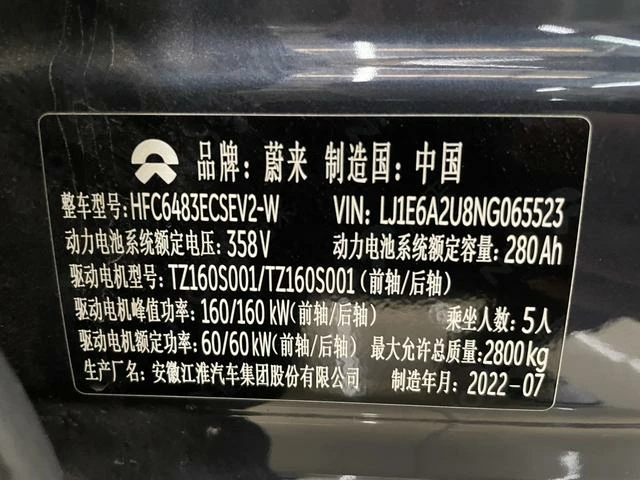 品牌: 蔚来 制造国: 中国
整车型号: HFC6483ECSEV2-W VIN: LJ1E6A2U8NG065523
动力电池系统额定电压: 358V 动力电池系统额定容量: 280Ah
驱动电机型号: TZ160S001/TZ160S001 (前轴/后轴)
驱动电机峰值功率: 160/160 kW(前轴/后轴) 乘坐人数: 5人
驱动电机额定功率: 60/60kW(前轴/后轴) 最大允许总质量: 2800kg
生产厂名: 安徽江淮汽车集团股份有限公司 制造年月: 2022-07